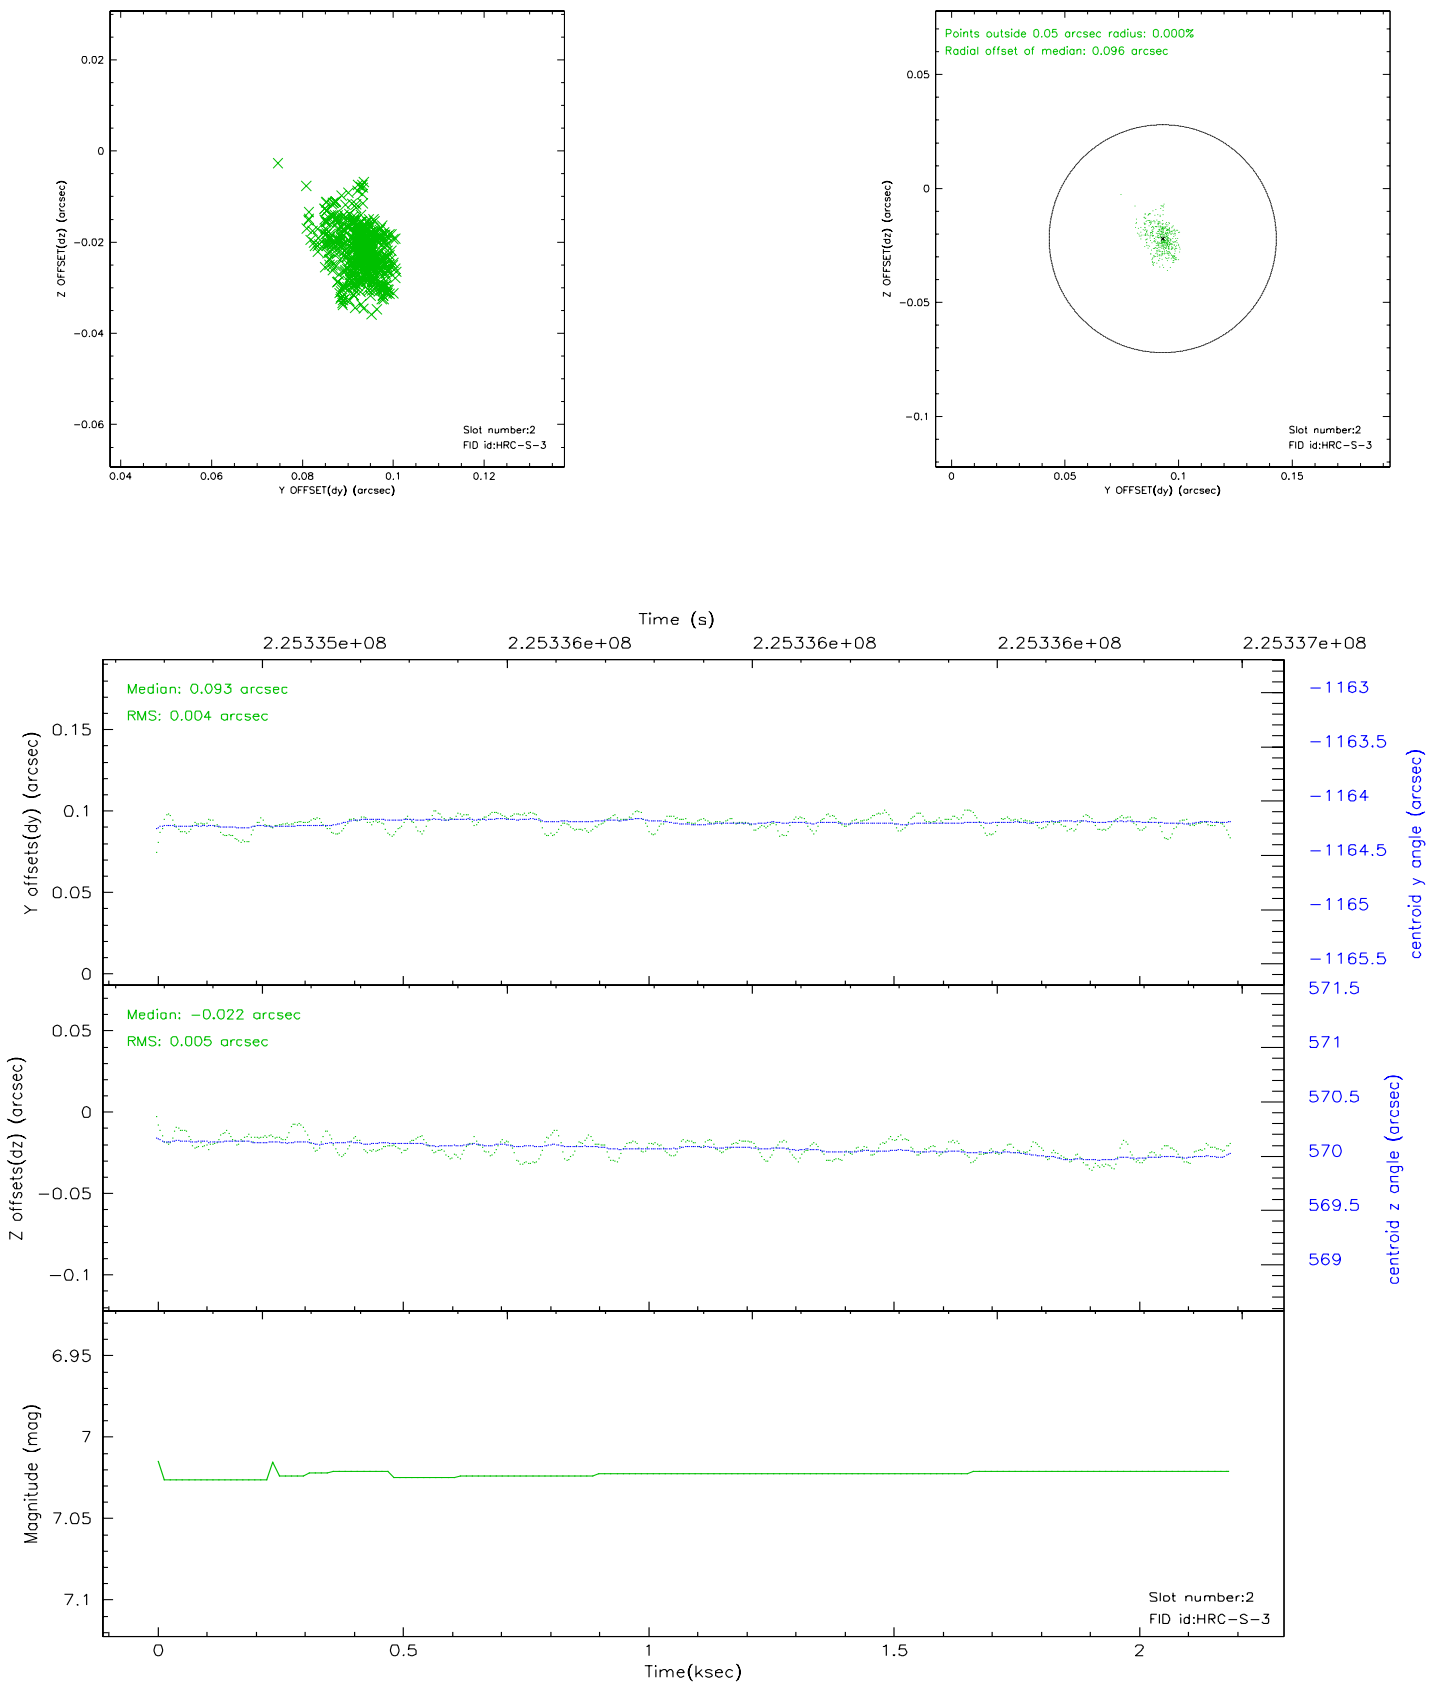 0.02
0
−0.02
−0.04
−0.06
Z OFFSET(dz) (arcsec)
0.04
0.06
0.08
0.1
0.12
Y OFFSET(dy) (arcsec)
Slot number:2
FID id:HRC−S−3
Points outside 0.05 arcsec radius: 0.000%
Radial offset of median: 0.096 arcsec
0.05
0
−0.05
−0.1
Z OFFSET(dz) (arcsec)
0
0.05
0.1
0.15
Y OFFSET(dy) (arcsec)
Slot number:2
FID id:HRC−S−3
Time (s)
2.25335e+08
2.25336e+08
2.25336e+08
2.25336e+08
2.25337e+08
Median: 0.093 arcsec
RMS: 0.004 arcsec
0.15
0.1
0.05
0
Y offsets(dy) (arcsec)
−1163
−1163.5
−1164
−1164.5
−1165
−1165.5
centroid y angle (arcsec)
Median: −0.022 arcsec
RMS: 0.005 arcsec
0.05
0
−0.05
−0.1
Z offsets(dz) (arcsec)
571.5
571
570.5
570
569.5
569
centroid z angle (arcsec)
6.95
7
7.05
7.1
Magnitude (mag)
Slot number:2
FID id:HRC−S−3
0
0.5
1
1.5
2
Time(ksec)